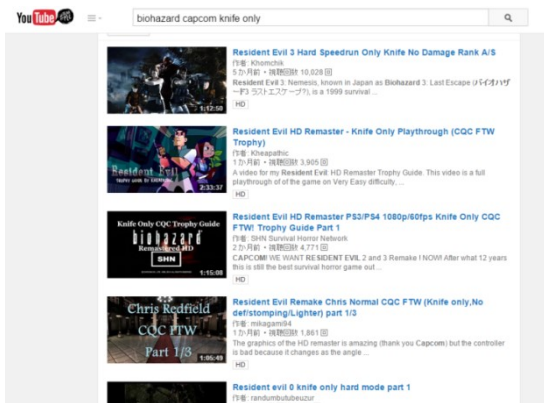 You Tube
biohazard capcom knife only
Resident Evil 3 Hard Speedrun Only Knife No Damage Rank A/S
作者: Khomchik
5 か月前 • 視聴回数 10,028 回
Resident Evil 3: Nemesis, known in Japan as Biohazard 3: Last Escape (バイオハザ
ード3 ラストエスケープ?), is a 1999 survival ...
HD
1:12:50
Resident Evil HD Remaster - Knife Only Playthrough (CQC FTW
Trophy)
作者: Kheapathic
1 か月前 • 視聴回数 3,905 回
A video for my Resident Evil: HD Remaster Trophy Guide. This video is a full
playthrough of of the game on Very Easy difficulty, ...
HD
Resident Evil
2:33:37
Resident Evil HD Remaster PS3/PS4 1080p/60fps Knife Only CQC
FTW! Trophy Guide Part 1
作者: SHN Survival Horror Network
2 か月前 • 視聴回数 4,771 回
CAPCOM! WE WANT RESIDENT EVIL 2 and 3 Remake ! NOW! After what 12 years
this is still the best survival horror game out ...
HD
Knife Only CQC Trophy Guide
biohazard
Remastered HD
SHN
1:15:08
Resident Evil Remake Chris Normal CQC FTW (Knife only,No
def/stomping/Lighter) part 1/3
作者: mikagami94
1 か月前 • 視聴回数 1,861 回
The graphics of the HD remaster is amazing (thank you Capcom) but the controller
is bad because it changes as the angle ...
HD
Chris Redfield
CQC FTW
Part 1/3
1:05:49
Resident evil 0 knife only hard mode part 1
作者: randumbutubeuzur